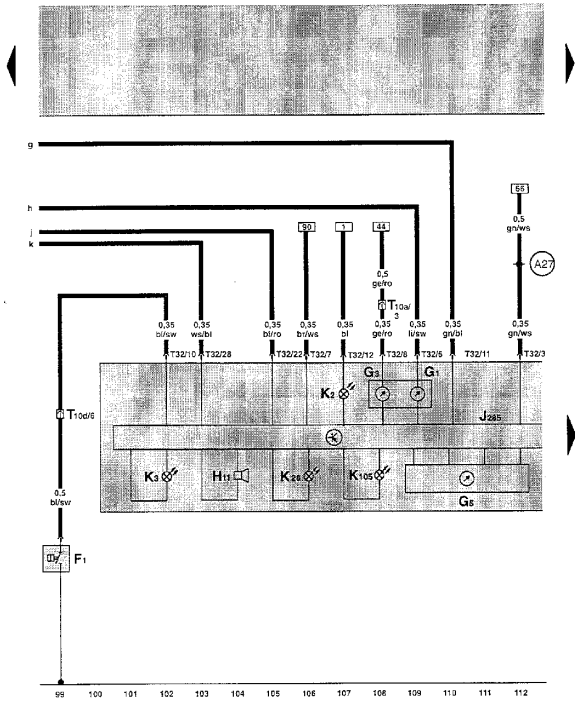 g
66
h
0,5
gn/ws
j
90
1
44
k
A27
0,5
ge/ro
T10a/
3
0,35 0,35 0,35 0,35 0,35 0,35 0,35 0,35 0,35
bl/sw ws/bl bl/ro br/ws bl ge/ro li/sw gn/bl gn/ws
T32/10 T32/28 T32/22 T32/7 T32/12 T32/8 T32/5 T32/11 T32/3
G3 G1
K2
J285
T10d/6
K3 H11 K28 K105
G5
0,5
bl/sw
F1
99 100 101 102 103 104 105 106 107 108 109 110 111 112